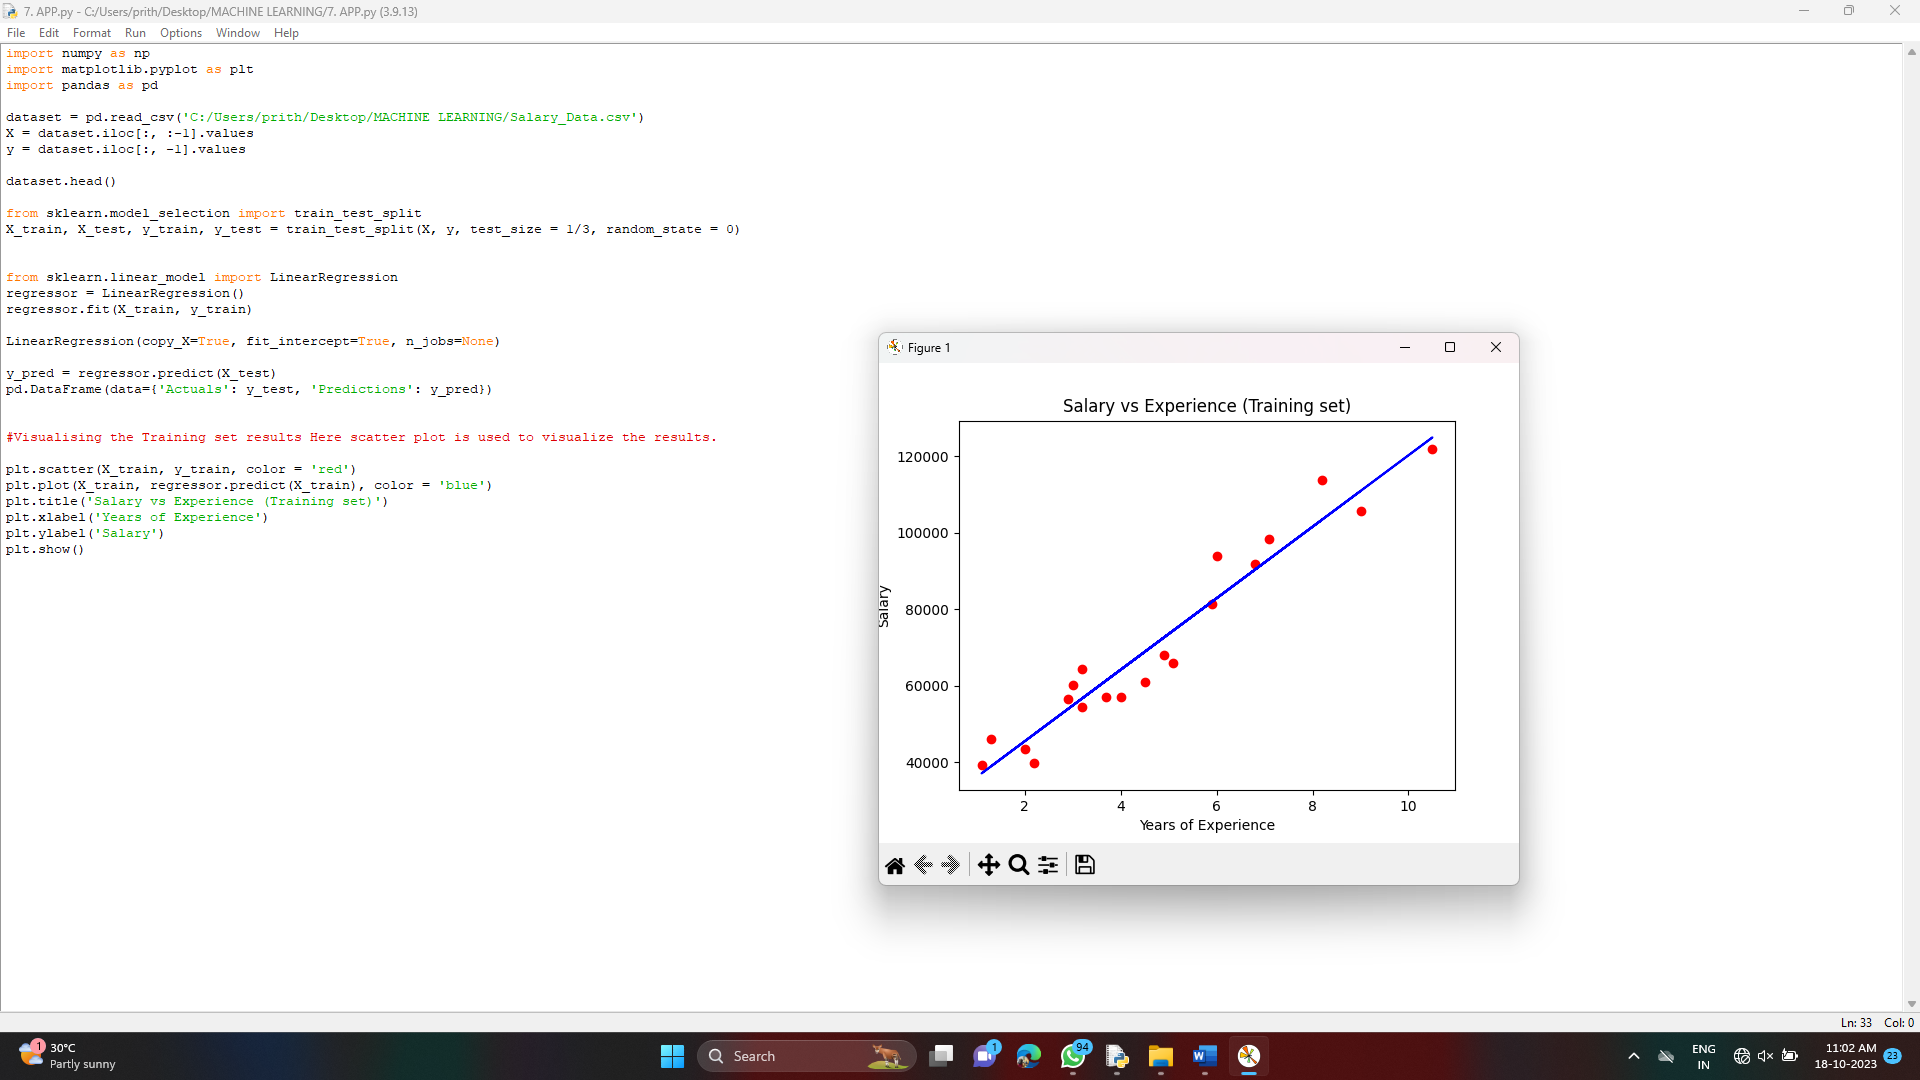 7. APP.py - C:/Users/prith/Desktop/MACHINE LEARNING/7. APP.py (3.9.13)
File Edit Format Run Options Window Help
import numpy as np
import matplotlib.pyplot as plt
import pandas as pd
dataset = pd.read_csv('C:/Users/prith/Desktop/MACHINE LEARNING/Salary_Data.csv')
X = dataset.iloc[:, :-1].values
y = dataset.iloc[:, -1].values
dataset.head()
from sklearn.model_selection import train_test_split
X_train, X_test, y_train, y_test = train_test_split(X, y, test_size = 1/3, random_state = 0)
from sklearn.linear_model import LinearRegression
regressor = LinearRegression()
regressor.fit(X_train, y_train)
LinearRegression(copy_X=True, fit_intercept=True, n_jobs=None)
y_pred = regressor.predict(X_test)
pd.DataFrame(data={'Actuals': y_test, 'Predictions': y_pred})
#Visualising the Training set results Here scatter plot is used to visualize the results.
plt.scatter(X_train, y_train, color = 'red')
plt.plot(X_train, regressor.predict(X_train), color = 'blue')
plt.title('Salary vs Experience (Training set)')
plt.xlabel('Years of Experience')
plt.ylabel('Salary')
plt.show()
Figure 1
Salary vs Experience (Training set)
120000
100000
80000
60000
40000
Salary
2 4 6 8 10
Years of Experience
Ln: 33 Col: 0
1
30°C
Partly sunny
Search
1
94
ENG
IN
11:02 AM
18-10-2023
23